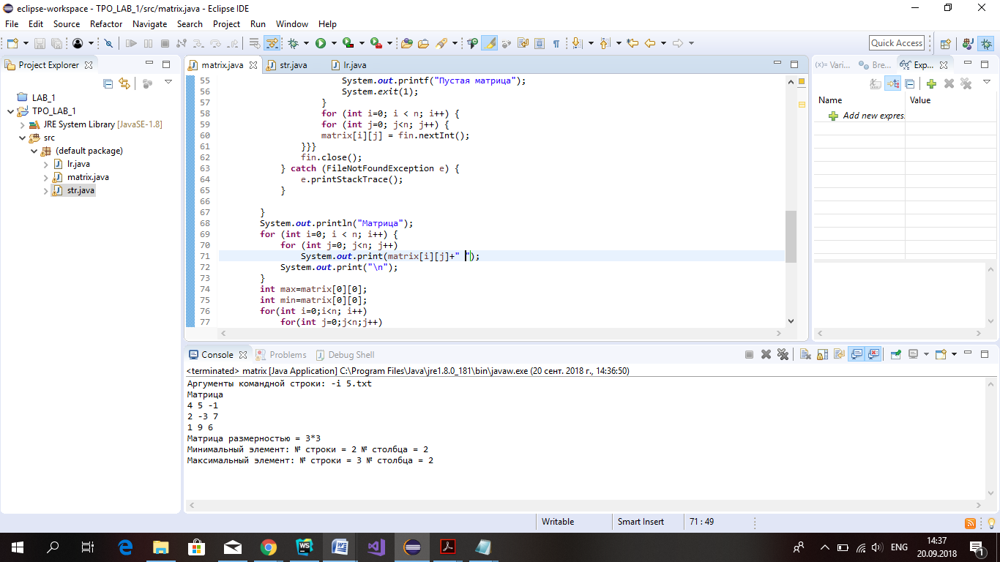 eclipse-workspace - TPO_LAB_1/src/matrix.java - Eclipse IDE
File Edit Source Refactor Navigate Search Project Run Window Help
Quick Access
Project Explorer
LAB_1
TPO_LAB_1
JRE System Library [JavaSE-1.8]
src
(default package)
lr.java
matrix.java
str.java
matrix.java str.java lr.java
55 System.out.printf("Пустая матрица");
56 System.exit(1);
57 }
58 for (int i=0; i < n; i++) {
59 for (int j=0; j<n; j++) {
60 matrix[i][j] = fin.nextInt();
61 }}}
62 fin.close();
63 } catch (FileNotFoundException e) {
64 e.printStackTrace();
65 }
66
67 }
68 System.out.println("Матрица");
69 for (int i=0; i < n; i++) {
70 for (int j=0; j<n; j++)
71 System.out.print(matrix[i][j]+" ");
72 System.out.print("\n");
73 }
74 int max=matrix[0][0];
75 int min=matrix[0][0];
76 for(int i=0;i<n; i++)
77 for(int j=0;j<n;j++)
(x)= Vari... Bre... Exp...
Name Value
Add new expres
Console Problems Debug Shell
<terminated> matrix [Java Application] C:\Program Files\Java\jre1.8.0_181\bin\javaw.exe (20 сент. 2018 г., 14:36:50)
Аргументы командной строки: -i 5.txt
Матрица
4 5 -1
2 -3 7
1 9 6
Матрица размерностью = 3*3
Минимальный элемент: № строки = 2 № столбца = 2
Максимальный элемент: № строки = 3 № столбца = 2
Writable Smart Insert 71 : 49
ENG
14:37
20.09.2018
1